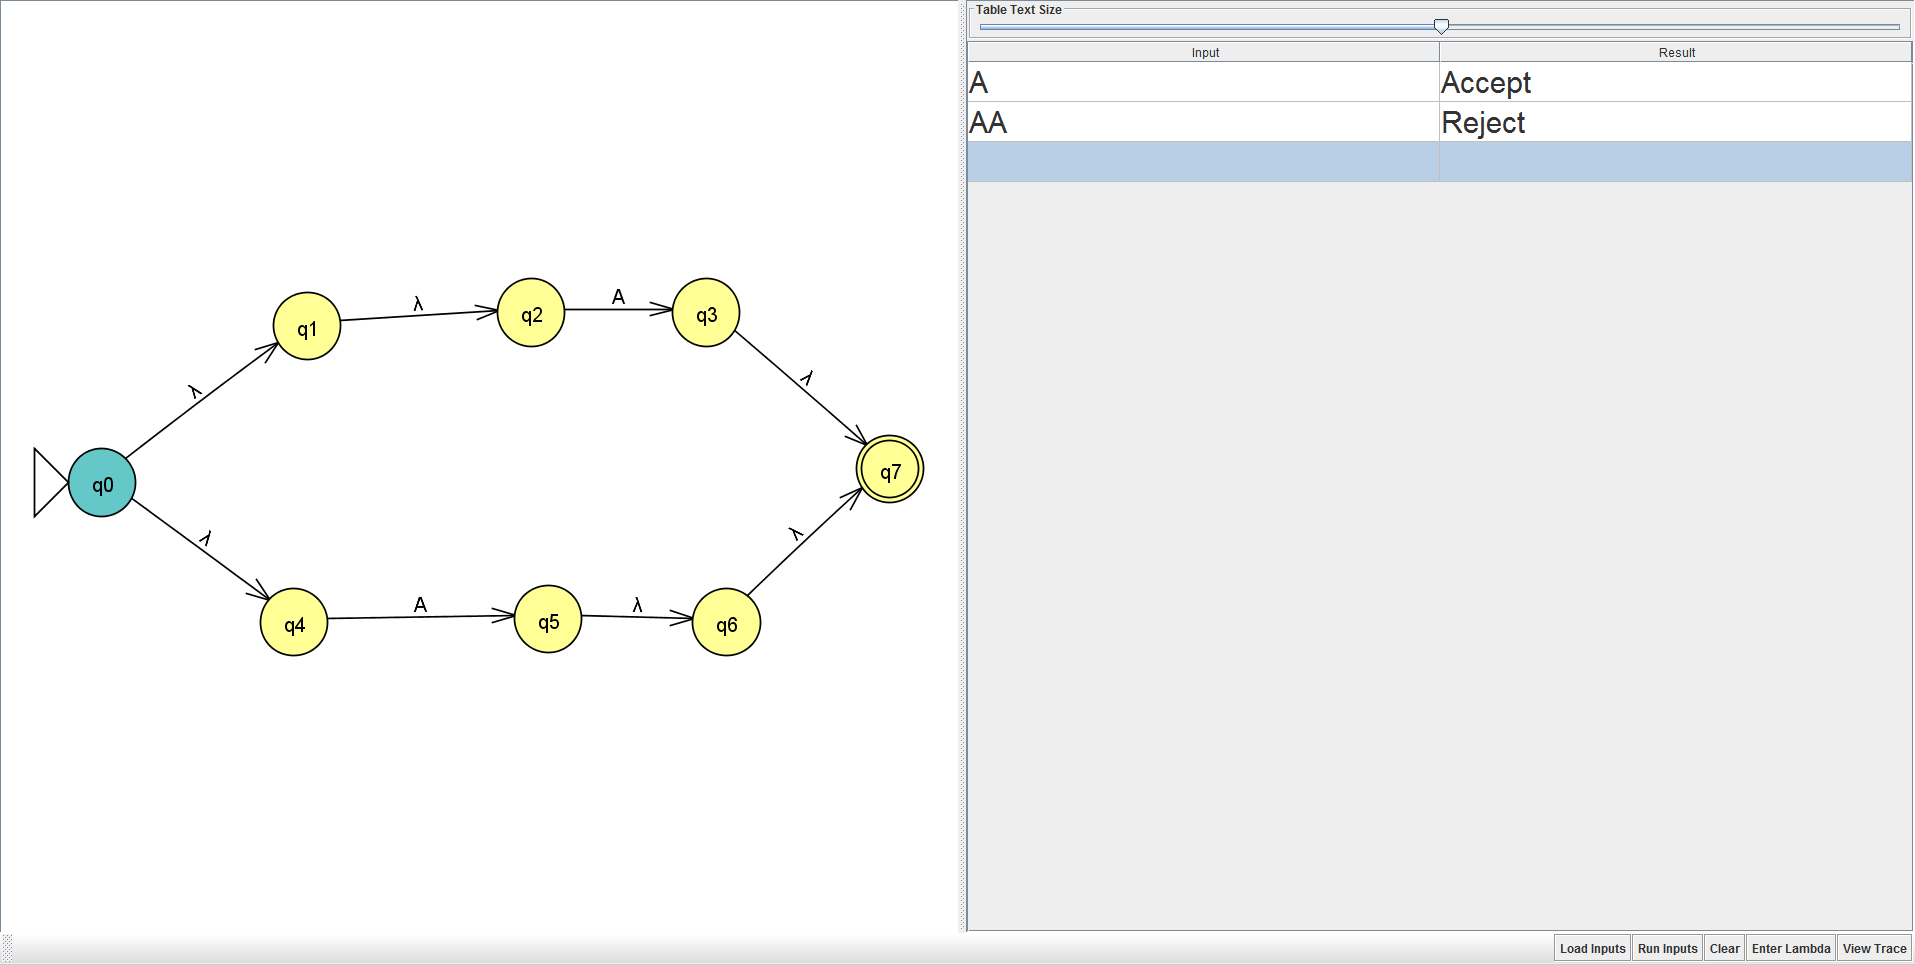 Table Text Size
Input Result
A Accept
AA Reject
λ A
q1 q2 q3
λ λ
q0 q7
λ λ
A λ
q4 q5 q6
Load Inputs Run Inputs Clear Enter Lambda View Trace